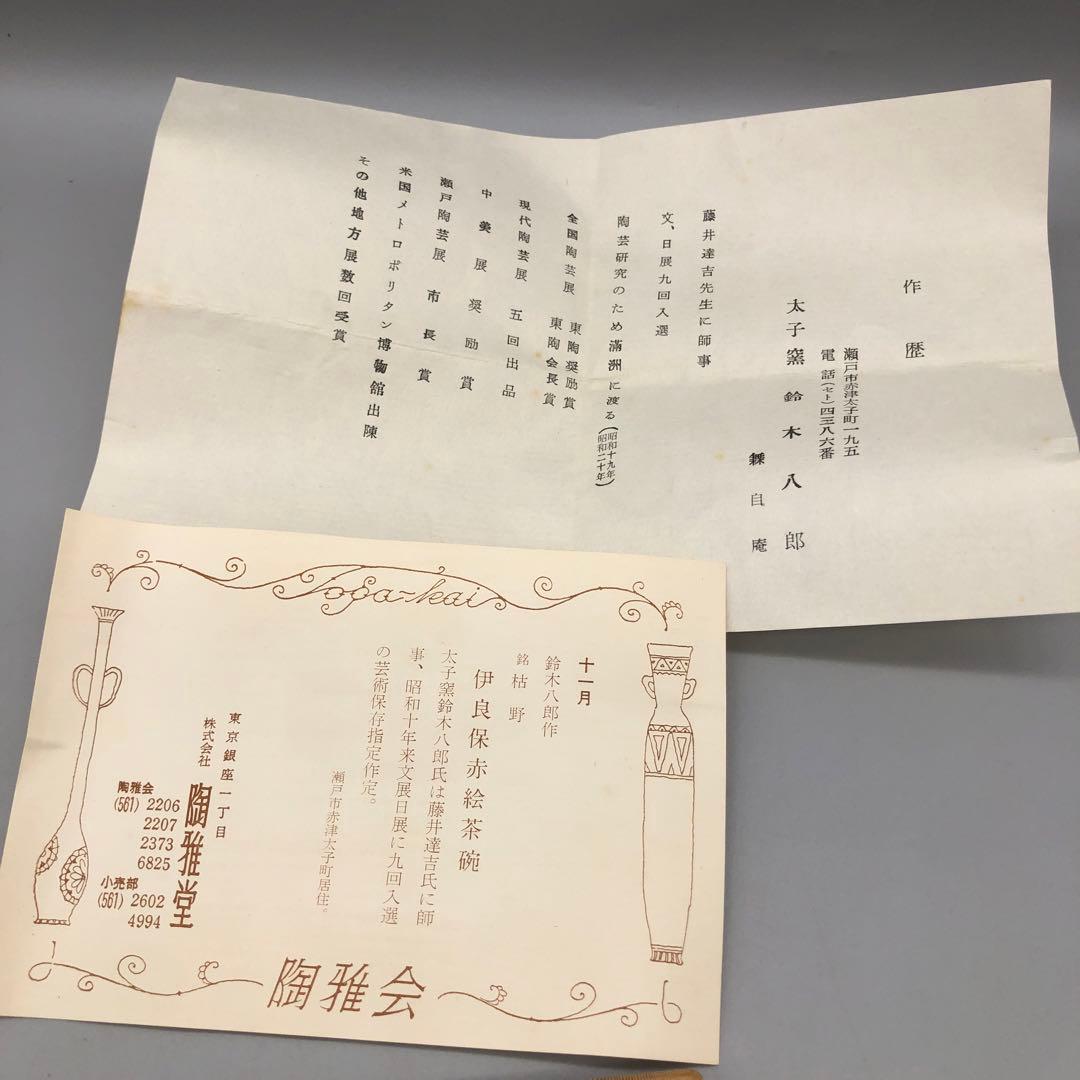 作歴
瀬戸市赤津太子町一九五
電話(セト)四三八六番
太子窯 鈴木八郎
自庵
藤井達吉先生に師事
文、日展九回入選
陶芸研究のため満洲に渡る(昭和十九年
昭和二十年)
全国陶芸展 東陶奨励賞
東陶会長賞
現代陶芸展 五回出品
中美展 奨励賞
瀬戸陶芸展 市長賞
米国メトロポリタン博物館出陳
その他地方展数回受賞
Toga-kai
十一月
鈴木八郎作
銘 枯野
伊良保赤絵茶碗
太子窯鈴木八郎氏は藤井達吉氏に師
事、昭和十年来文展日展に九回入選
の芸術保存指定作定。
瀬戸市赤津太子町居住。
東京銀座一丁目
株式会社 陶雅堂
陶雅会
(561) 2206
2207
2373
6825
小売部
(561) 2602
4994
陶雅会